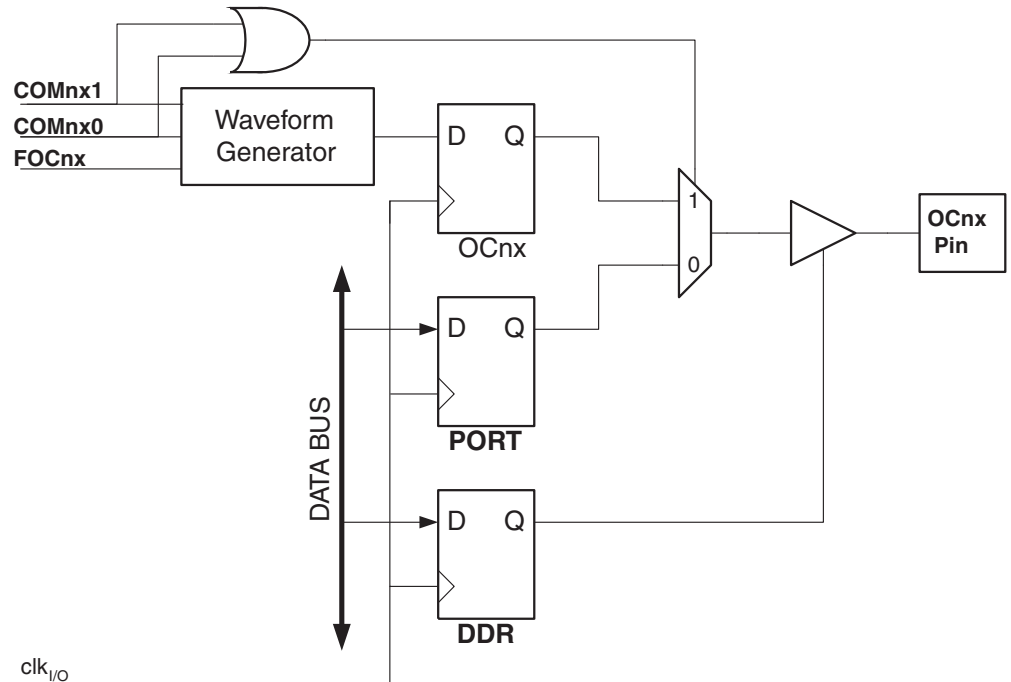 COMnx1
COMnx0
FOCnx
Waveform
Generator
D Q
OCnx
1
0
OCnx
Pin
D Q
PORT
D Q
DDR
DATA BUS
clkI/O